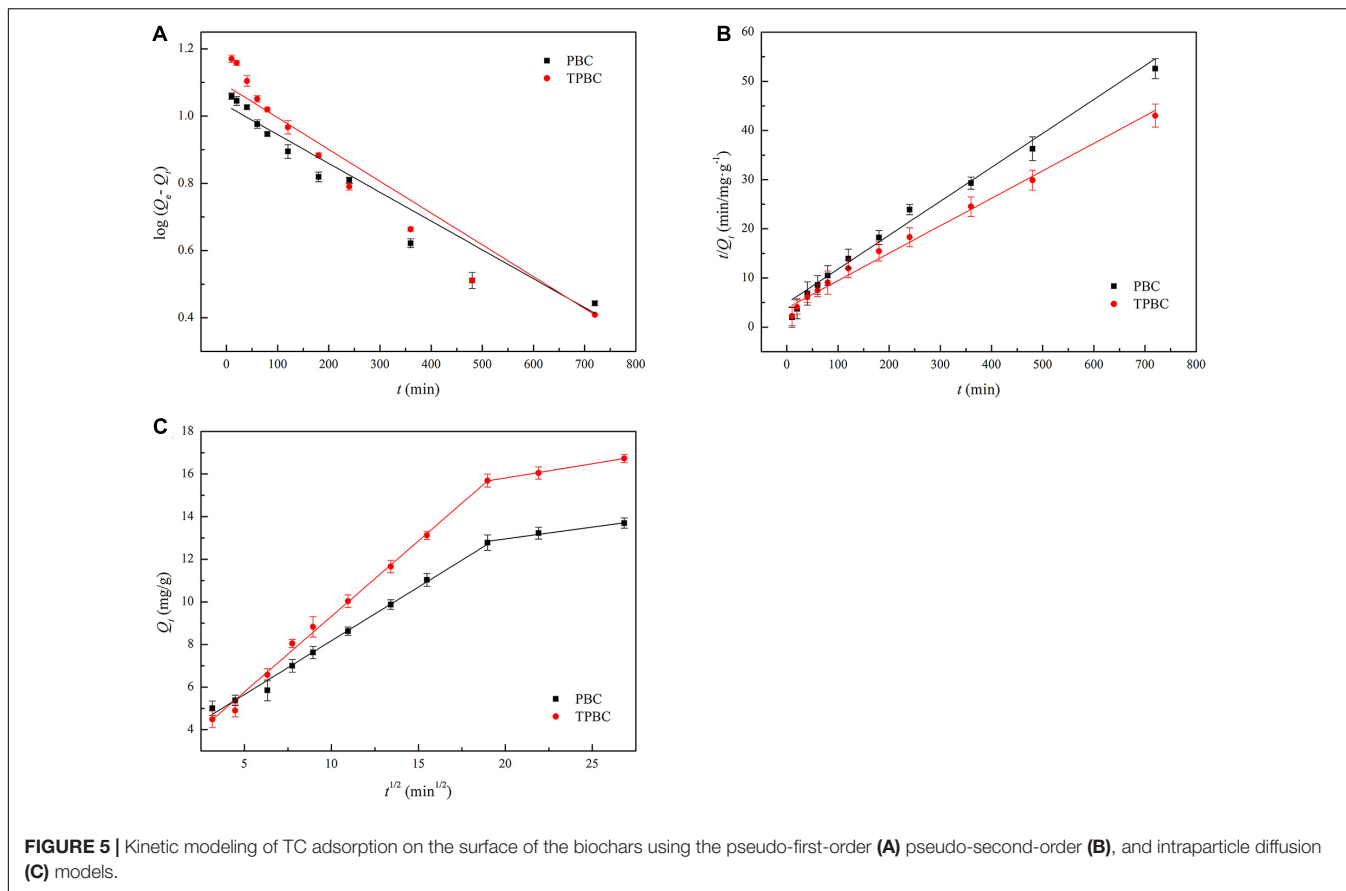 A
1.2
1.0
0.8
0.6
0.4
log (Qe - Qt)
0 100 200 300 400 500 600 700 800
t (min)
PBC
TPBC
B
60
50
40
30
20
10
0
t/Qt (min/mg·g-1)
0 100 200 300 400 500 600 700 800
t (min)
PBC
TPBC
C
18
16
14
12
10
8
6
4
Qt (mg/g)
5 10 15 20 25
t1/2 (min1/2)
PBC
TPBC
FIGURE 5 | Kinetic modeling of TC adsorption on the surface of the biochars using the pseudo-first-order (A) pseudo-second-order (B), and intraparticle diffusion
(C) models.